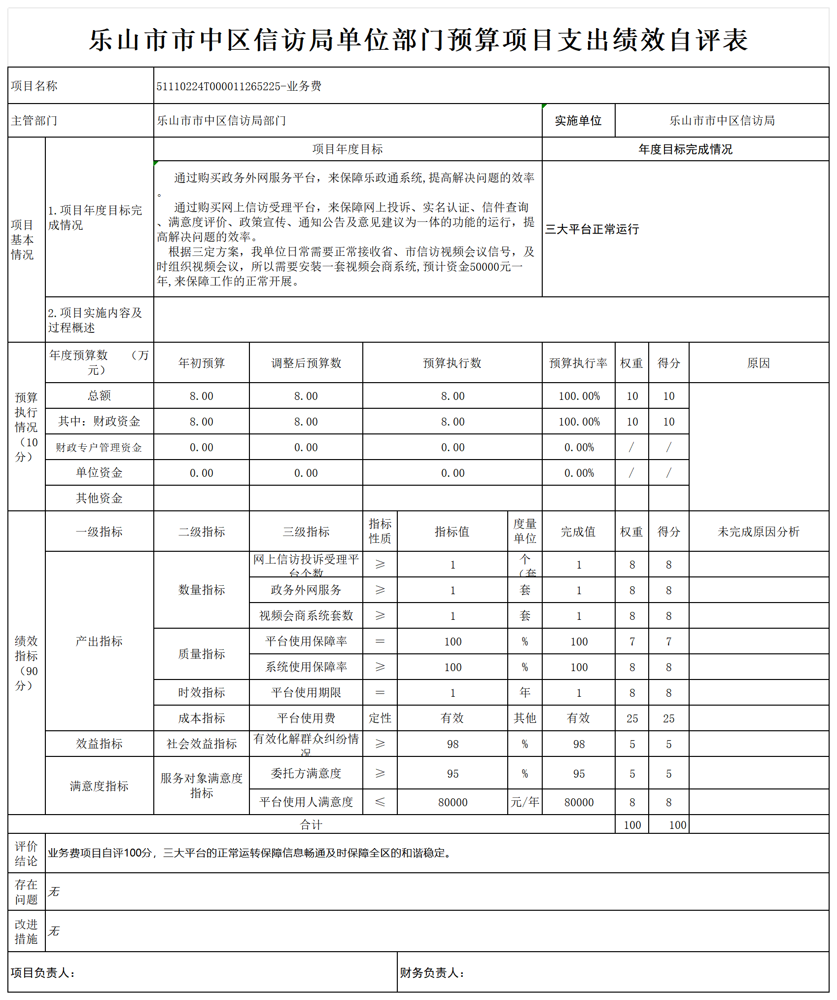 乐山市市中区信访局单位部门预算项目支出绩效自评表
项目名称 51110224T000011265225-业务费
主管部门 乐山市市中区信访局部门 实施单位 乐山市市中区信访局
项目基本情况
1.项目年度目标完成情况
项目年度目标 年度目标完成情况
通过购买政务外网服务平台，来保障乐政通系统,提高解决问题的效率
。
通过购买网上信访受理平台，来保障网上投诉、实名认证、信件查询
、满意度评价、政策宣传、通知公告及意见建议为一体的功能的运行，提
高解决问题的效率。
根据三定方案，我单位日常需要正常接收省、市信访视频会议信号，及
时组织视频会议，所以需要安装一套视频会商系统,预计资金50000元一
年,来保障工作的正常开展。
三大平台正常运行
2.项目实施内容及过程概述
预算执行情况（10分）
年度预算数 （万元） 年初预算 调整后预算数 预算执行数 预算执行率 权重 得分 原因
总额 8.00 8.00 8.00 100.00% 10 10
其中：财政资金 8.00 8.00 8.00 100.00% 10 10
财政专户管理资金 0.00 0.00 0.00 0.00% / /
单位资金 0.00 0.00 0.00 0.00% / /
其他资金
绩效指标（90分）
一级指标 二级指标 三级指标 指标性质 指标值 度量单位 完成值 权重 得分 未完成原因分析
产出指标 数量指标 网上信访投诉受理平台个数 ≥ 1 个（套 1 8 8
政务外网服务 ≥ 1 套 1 8 8
视频会商系统套数 ≥ 1 套 1 8 8
质量指标 平台使用保障率 ＝ 100 % 100 7 7
系统使用保障率 ≥ 100 % 100 8 8
时效指标 平台使用期限 ＝ 1 年 1 8 8
成本指标 平台使用费 定性 有效 其他 有效 25 25
效益指标 社会效益指标 有效化解群众纠纷情况 ≥ 98 % 98 5 5
满意度指标 服务对象满意度指标 委托方满意度 ≥ 95 % 95 5 5
平台使用人满意度 ≤ 80000 元/年 80000 8 8
合计 100 100
评价结论 业务费项目自评100分，三大平台的正常运转保障信息畅通及时保障全区的和谐稳定。
存在问题 无
改进措施 无
项目负责人： 财务负责人：